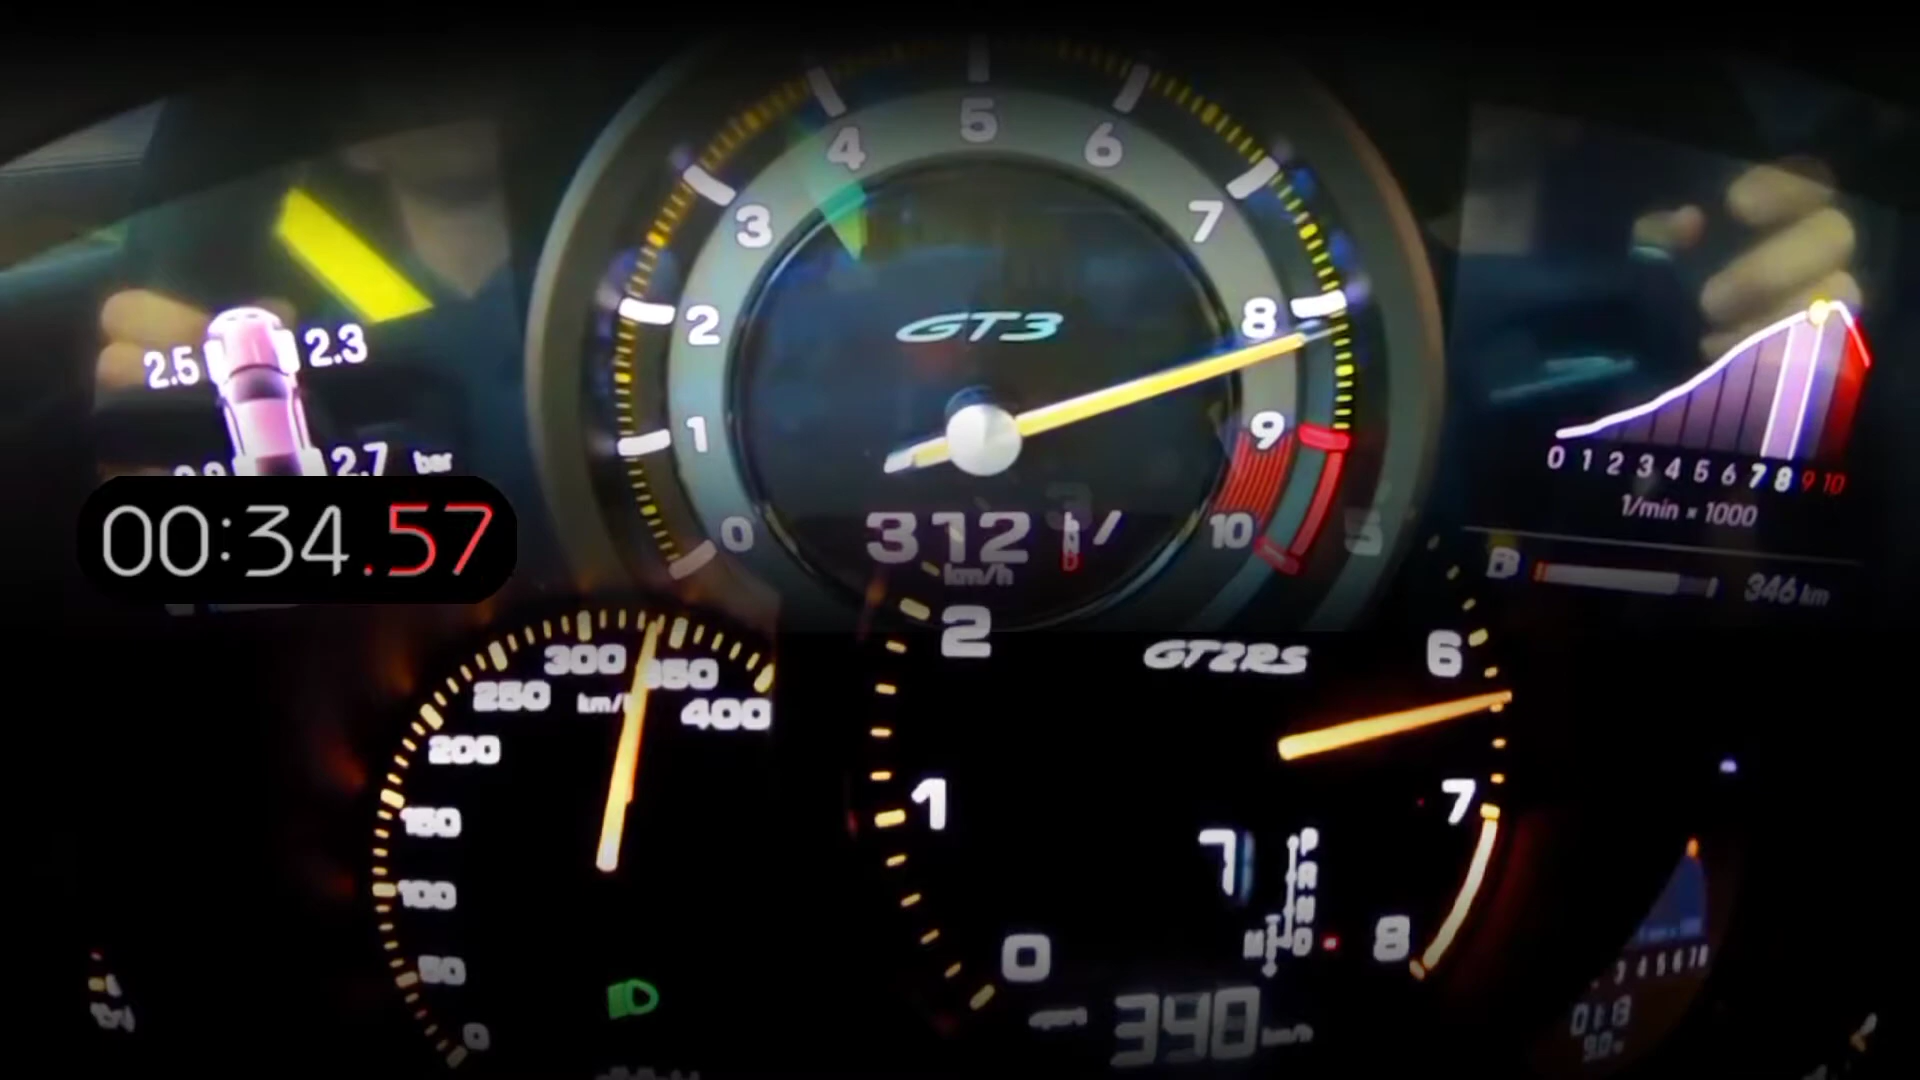 4 5 6
3 7
2 8
1 9
0 10
GT3
312
km/h
2.5 2.3
2.7 bar
00:34.57
0 1 2 3 4 5 6 7 8 9 10
1/min × 1000
346 km
300 350
250 km/h 400
200
150
100
50
0
2 6
1 7
0 8
GT2RS
7